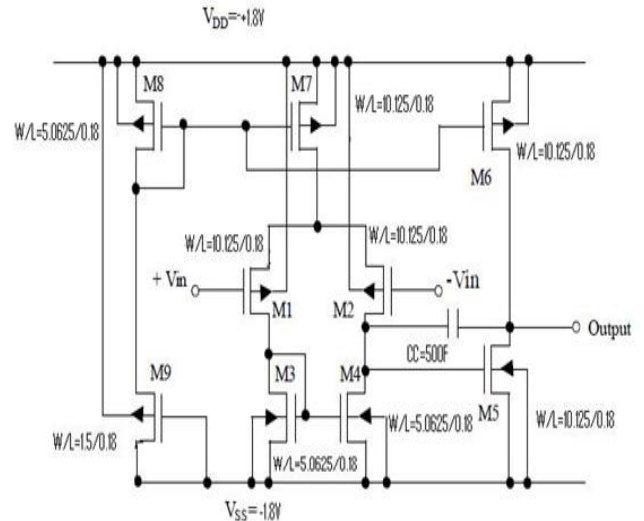 VDD=+1.8V
M8
M7
W/L=5.0625/0.18
W/L=10.125/0.18
W/L=10.125/0.18
M6
W/L=10.125/0.18
W/L=10.125/0.18
+ Vin
M1
M2
-Vin
Output
CC=500F
M9
M3
M4
M5
W/L=1.5/0.18
W/L=5.0625/0.18
W/L=10.125/0.18
W/L=5.0625/0.18
VSS=-1.8V